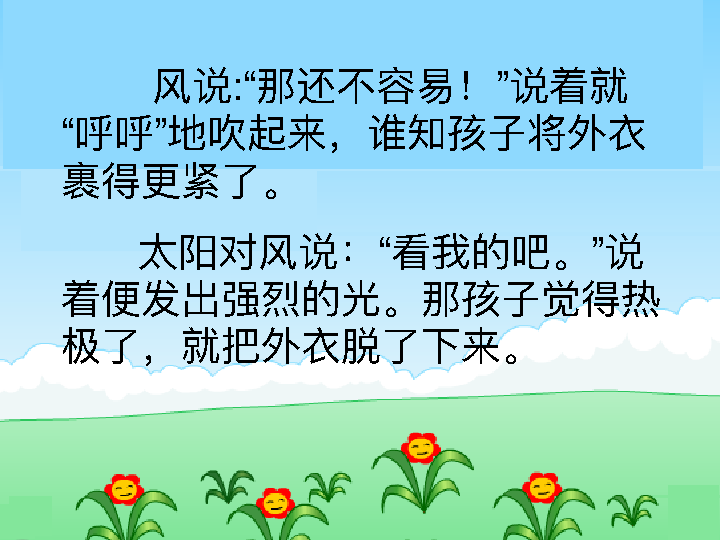 风说:“那还不容易！”说着就
“呼呼”地吹起来，谁知孩子将外衣
裹得更紧了。
太阳对风说：“看我的吧。”说
着便发出强烈的光。那孩子觉得热
极了，就把外衣脱了下来。